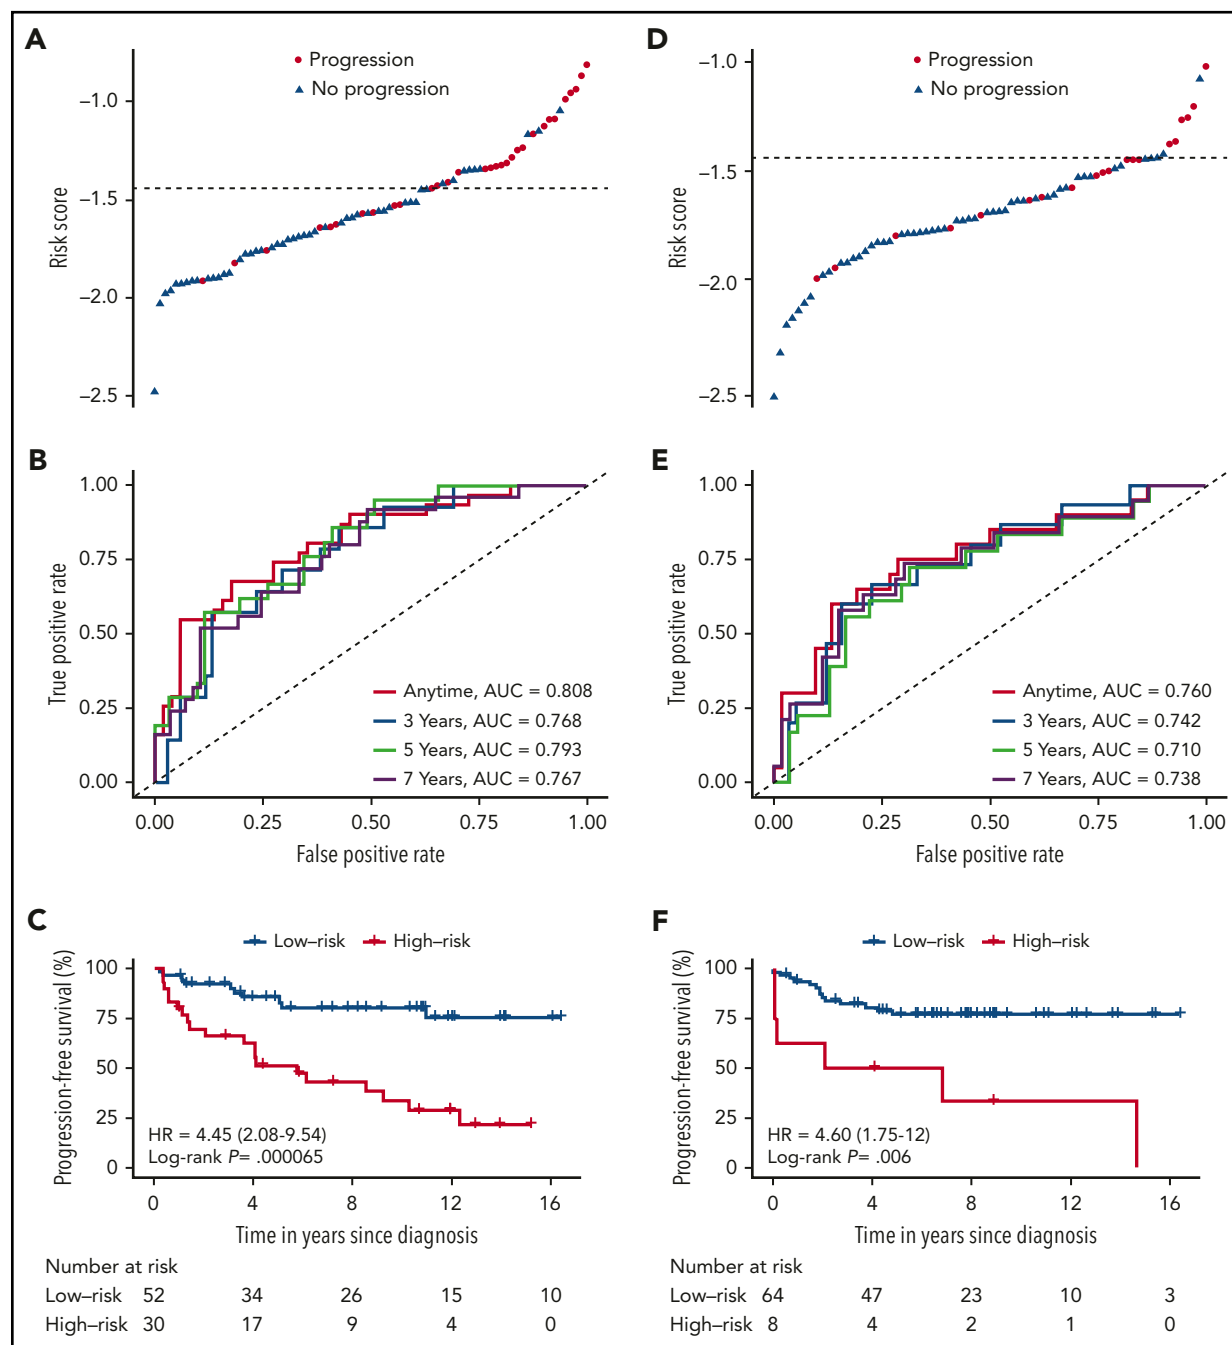 A
Progression
No progression
Risk score
−1.0
−1.5
−2.0
−2.5
D
Progression
No progression
Risk score
−1.0
−1.5
−2.0
−2.5
B
True positive rate
1.00
0.75
0.50
0.25
0.00
Anytime, AUC = 0.808
3 Years, AUC = 0.768
5 Years, AUC = 0.793
7 Years, AUC = 0.767
0.00 0.25 0.50 0.75 1.00
False positive rate
E
True positive rate
1.00
0.75
0.50
0.25
0.00
Anytime, AUC = 0.760
3 Years, AUC = 0.742
5 Years, AUC = 0.710
7 Years, AUC = 0.738
0.00 0.25 0.50 0.75 1.00
False positive rate
C
Low–risk High–risk
Progression-free survival (%)
100
75
50
25
0
HR = 4.45 (2.08-9.54)
Log-rank P= .000065
0 4 8 12 16
Time in years since diagnosis
Number at risk
Low–risk 52 34 26 15 10
High–risk 30 17 9 4 0
F
Low–risk High–risk
Progression-free survival (%)
100
75
50
25
0
HR = 4.60 (1.75-12)
Log-rank P= .006
0 4 8 12 16
Time in years since diagnosis
Number at risk
Low–risk 64 47 23 10 3
High–risk 8 4 2 1 0